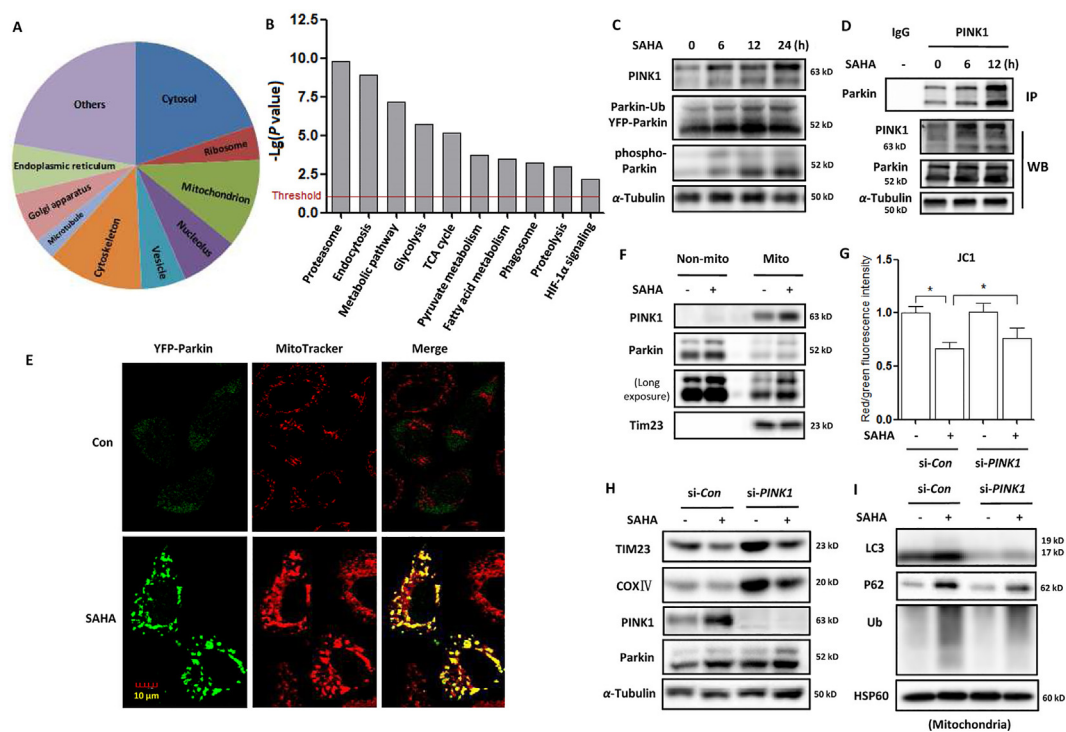 A
Others
Cytosol
Ribosome
Mitochondrion
Nucleolus
Vesicle
Cytoskeleton
Microtubule
Golgi apparatus
Endoplasmic reticulum
B
-Lg(P value)
10.0
7.5
5.0
2.5
0.0
Threshold
Proteasome
Endocytosis
Metabolic pathway
Glycolysis
TCA cycle
Pyruvate metabolism
Fatty acid metabolism
Phagosome
Proteolysis
HIF-1α signaling
C
SAHA 0 6 12 24 (h)
PINK1 63 kD
Parkin-Ub
YFP-Parkin 52 kD
phospho-
Parkin 52 kD
α-Tubulin 50 kD
D
IgG PINK1
SAHA - 0 6 12 (h)
Parkin IP
PINK1
63 kD
Parkin
52 kD
WB
α-Tubulin
50 kD
E
YFP-Parkin MitoTracker Merge
Con
SAHA
10 μm
F
Non-mito Mito
SAHA - + - +
PINK1 63 kD
Parkin 52 kD
(Long
exposure)
Tim23 23 kD
G
JC1
Red/green fluorescence intensity
1.5
1.0
0.5
0.0
* *
SAHA - + - +
si-Con si-PINK1
H
si-Con si-PINK1
SAHA - + - +
TIM23 23 kD
COXⅣ 20 kD
PINK1 63 kD
Parkin 52 kD
α-Tubulin 50 kD
I
si-Con si-PINK1
SAHA - + - +
LC3 19 kD
17 kD
P62 62 kD
Ub
HSP60 60 kD
(Mitochondria)